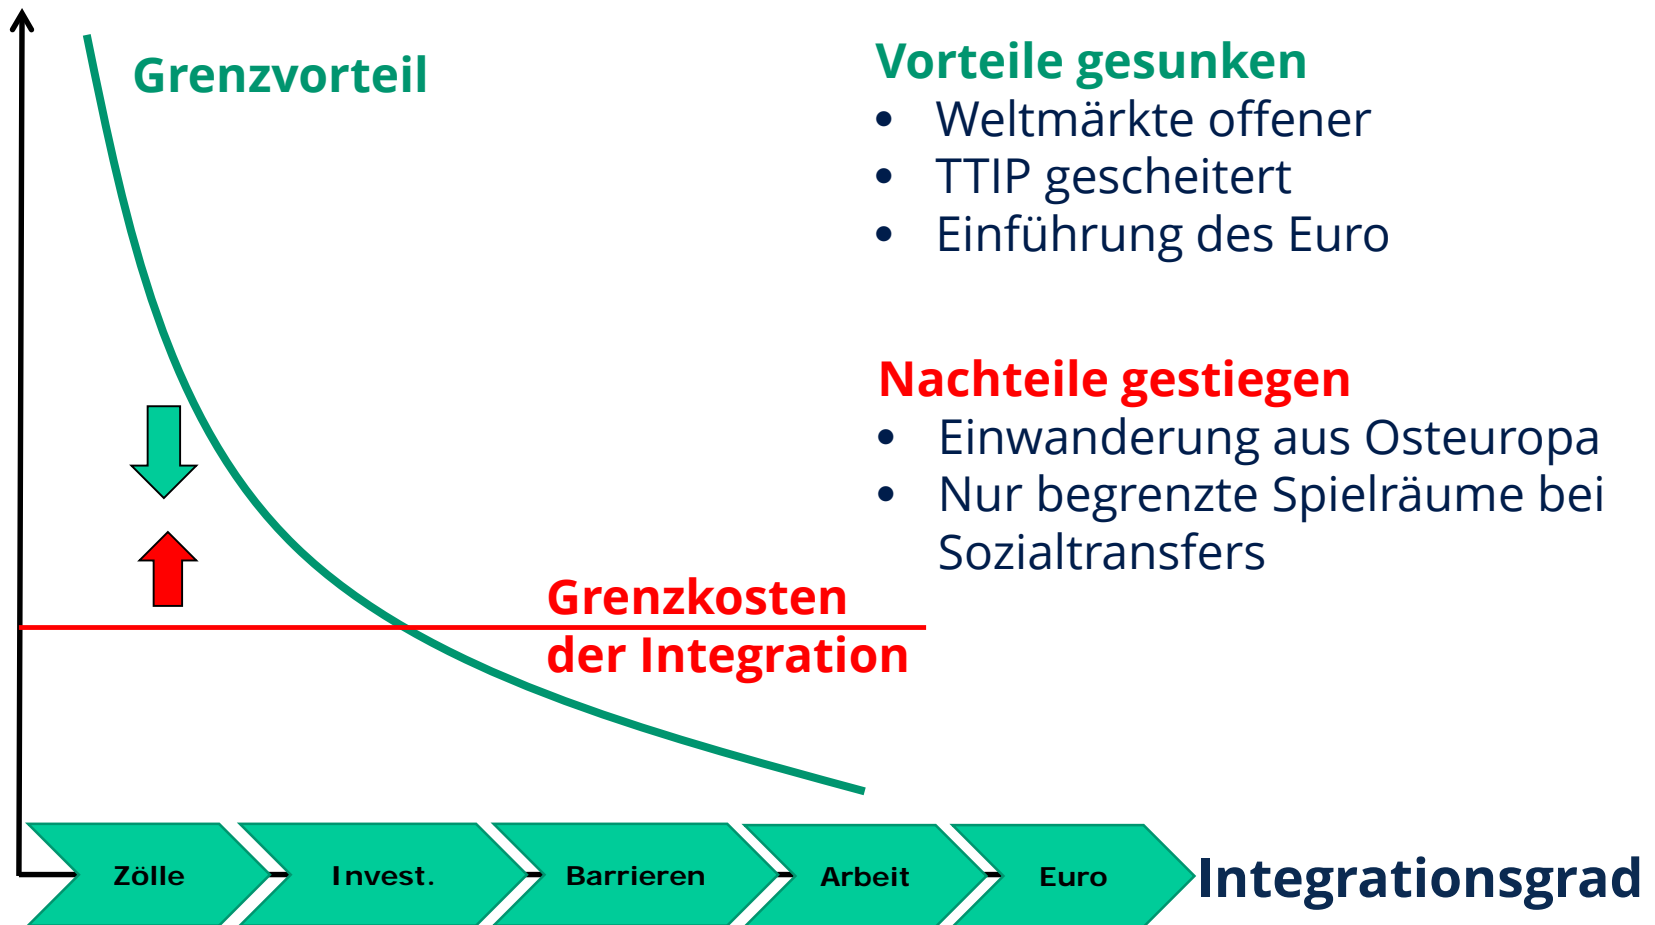 Grenzvorteil
Vorteile gesunken
• Weltmärkte offener
• TTIP gescheitert
• Einführung des Euro
Nachteile gestiegen
• Einwanderung aus Osteuropa
• Nur begrenzte Spielräume bei
Sozialtransfers
Grenzkosten
der Integration
Zölle
Invest.
Barrieren
Arbeit
Euro
Integrationsgrad